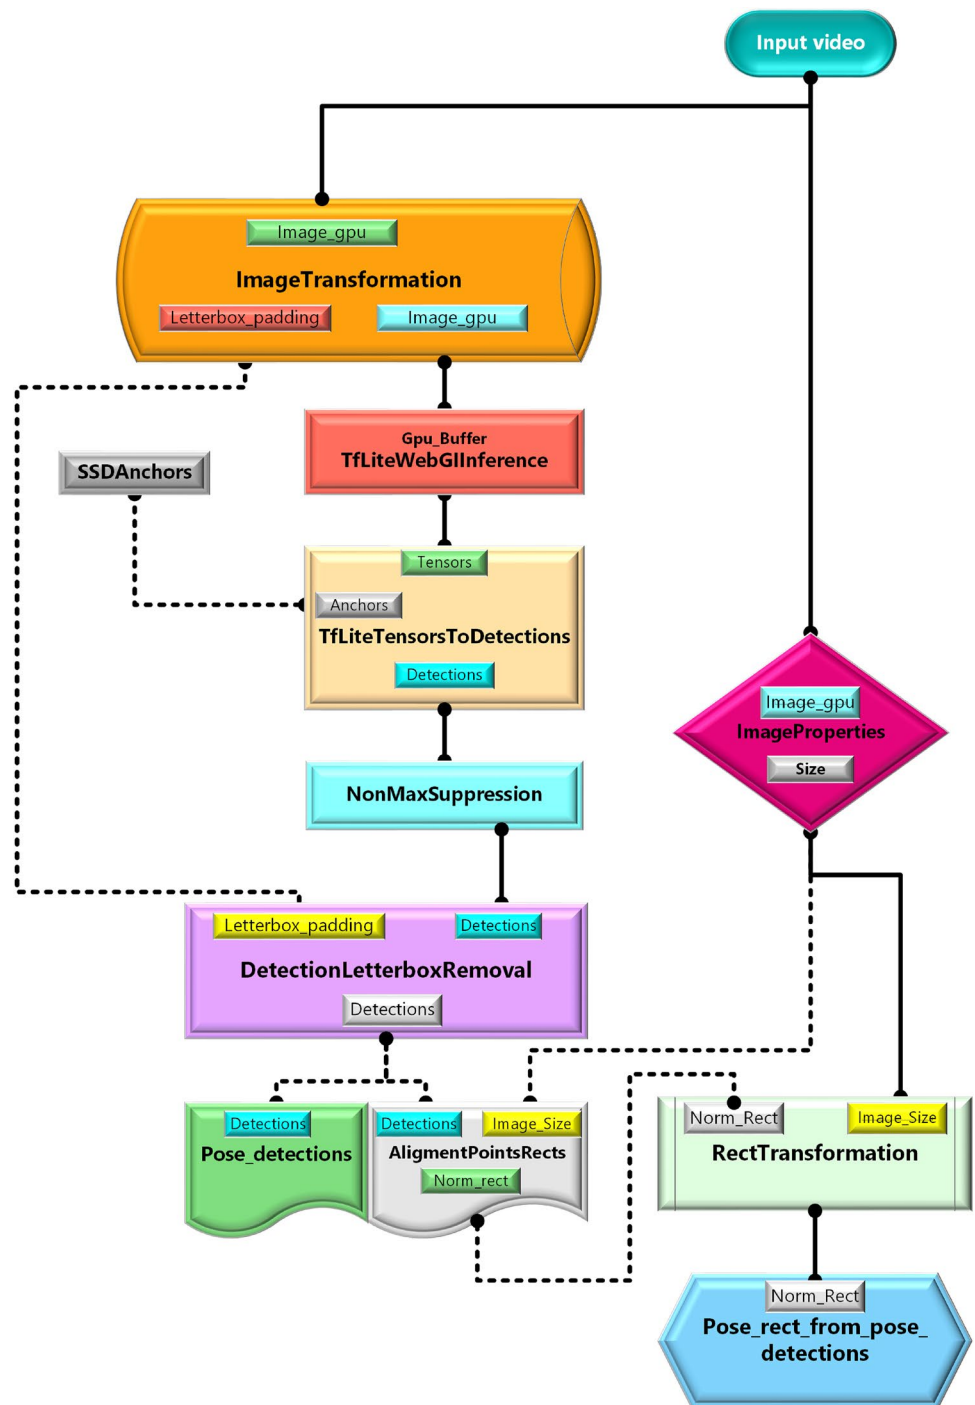 Input video
Image_gpu
ImageTransformation
Letterbox_padding
Image_gpu
Gpu_Buffer
TfLiteWebGlInference
SSDAnchors
Tensors
Anchors
TfLiteTensorsToDetections
Detections
Image_gpu
ImageProperties
Size
NonMaxSuppression
Letterbox_padding
Detections
DetectionLetterboxRemoval
Detections
Detections
Pose_detections
Detections
Image_Size
AligmentPointsRects
Norm_rect
Norm_Rect
Image_Size
RectTransformation
Norm_Rect
Pose_rect_from_pose_
detections